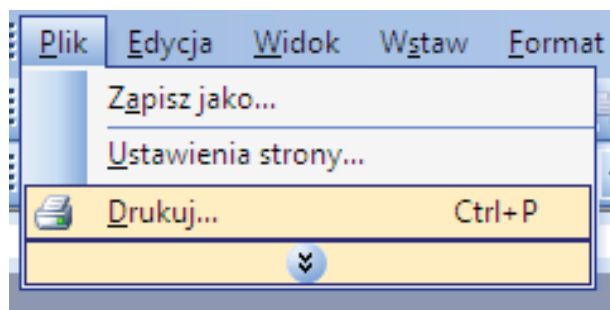 Plik Edycja Widok Wstaw Format
Zapisz jako...
Ustawienia strony...
Drukuj... Ctrl+P